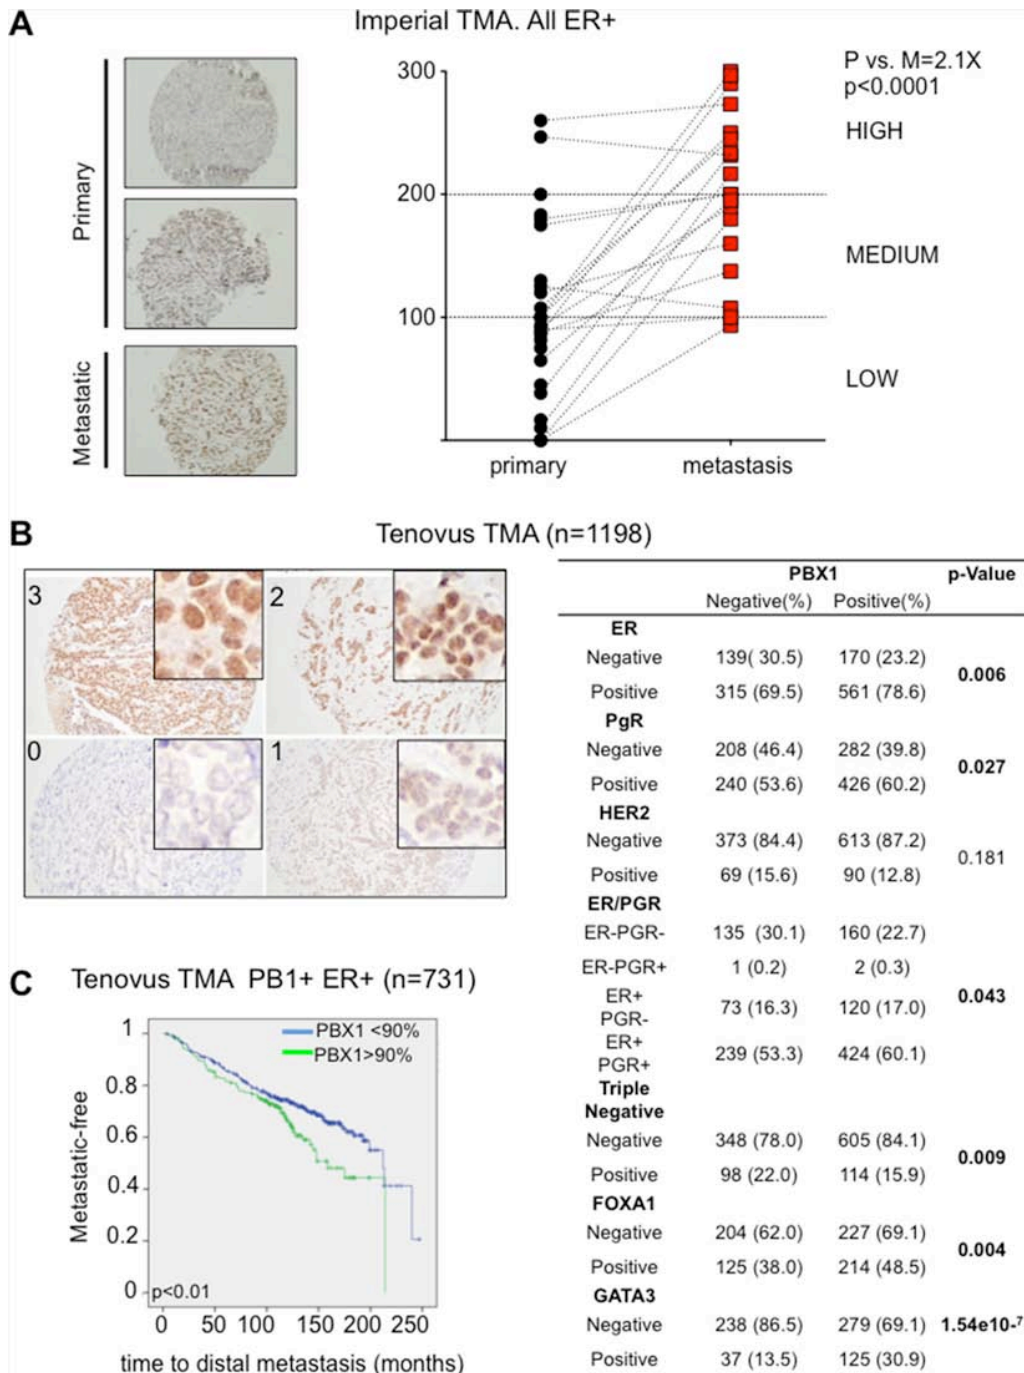 A
Imperial TMA. All ER+
Primary
Metastatic
300
200
100
primary
metastasis
P vs. M=2.1X
p<0.0001
HIGH
MEDIUM
LOW
B
Tenovus TMA (n=1198)
3
2
0
1
PBX1 p-Value
Negative(%) Positive(%)
ER
Negative 139( 30.5) 170 (23.2)
0.006
Positive 315 (69.5) 561 (78.6)
PgR
Negative 208 (46.4) 282 (39.8)
0.027
Positive 240 (53.6) 426 (60.2)
HER2
Negative 373 (84.4) 613 (87.2)
0.181
Positive 69 (15.6) 90 (12.8)
ER/PGR
ER-PGR- 135 (30.1) 160 (22.7)
ER-PGR+ 1 (0.2) 2 (0.3)
0.043
ER+
PGR- 73 (16.3) 120 (17.0)
ER+
PGR+ 239 (53.3) 424 (60.1)
Triple
Negative
Negative 348 (78.0) 605 (84.1)
0.009
Positive 98 (22.0) 114 (15.9)
FOXA1
Negative 204 (62.0) 227 (69.1)
0.004
Positive 125 (38.0) 214 (48.5)
GATA3
Negative 238 (86.5) 279 (69.1) 1.54e10-⁷
Positive 37 (13.5) 125 (30.9)
C
Tenovus TMA PB1+ ER+ (n=731)
PBX1 <90%
PBX1>90%
Metastatic-free
1
0.8
0.6
0.4
0.2
0
p<0.01
0 50 100 150 200 250
time to distal metastasis (months)